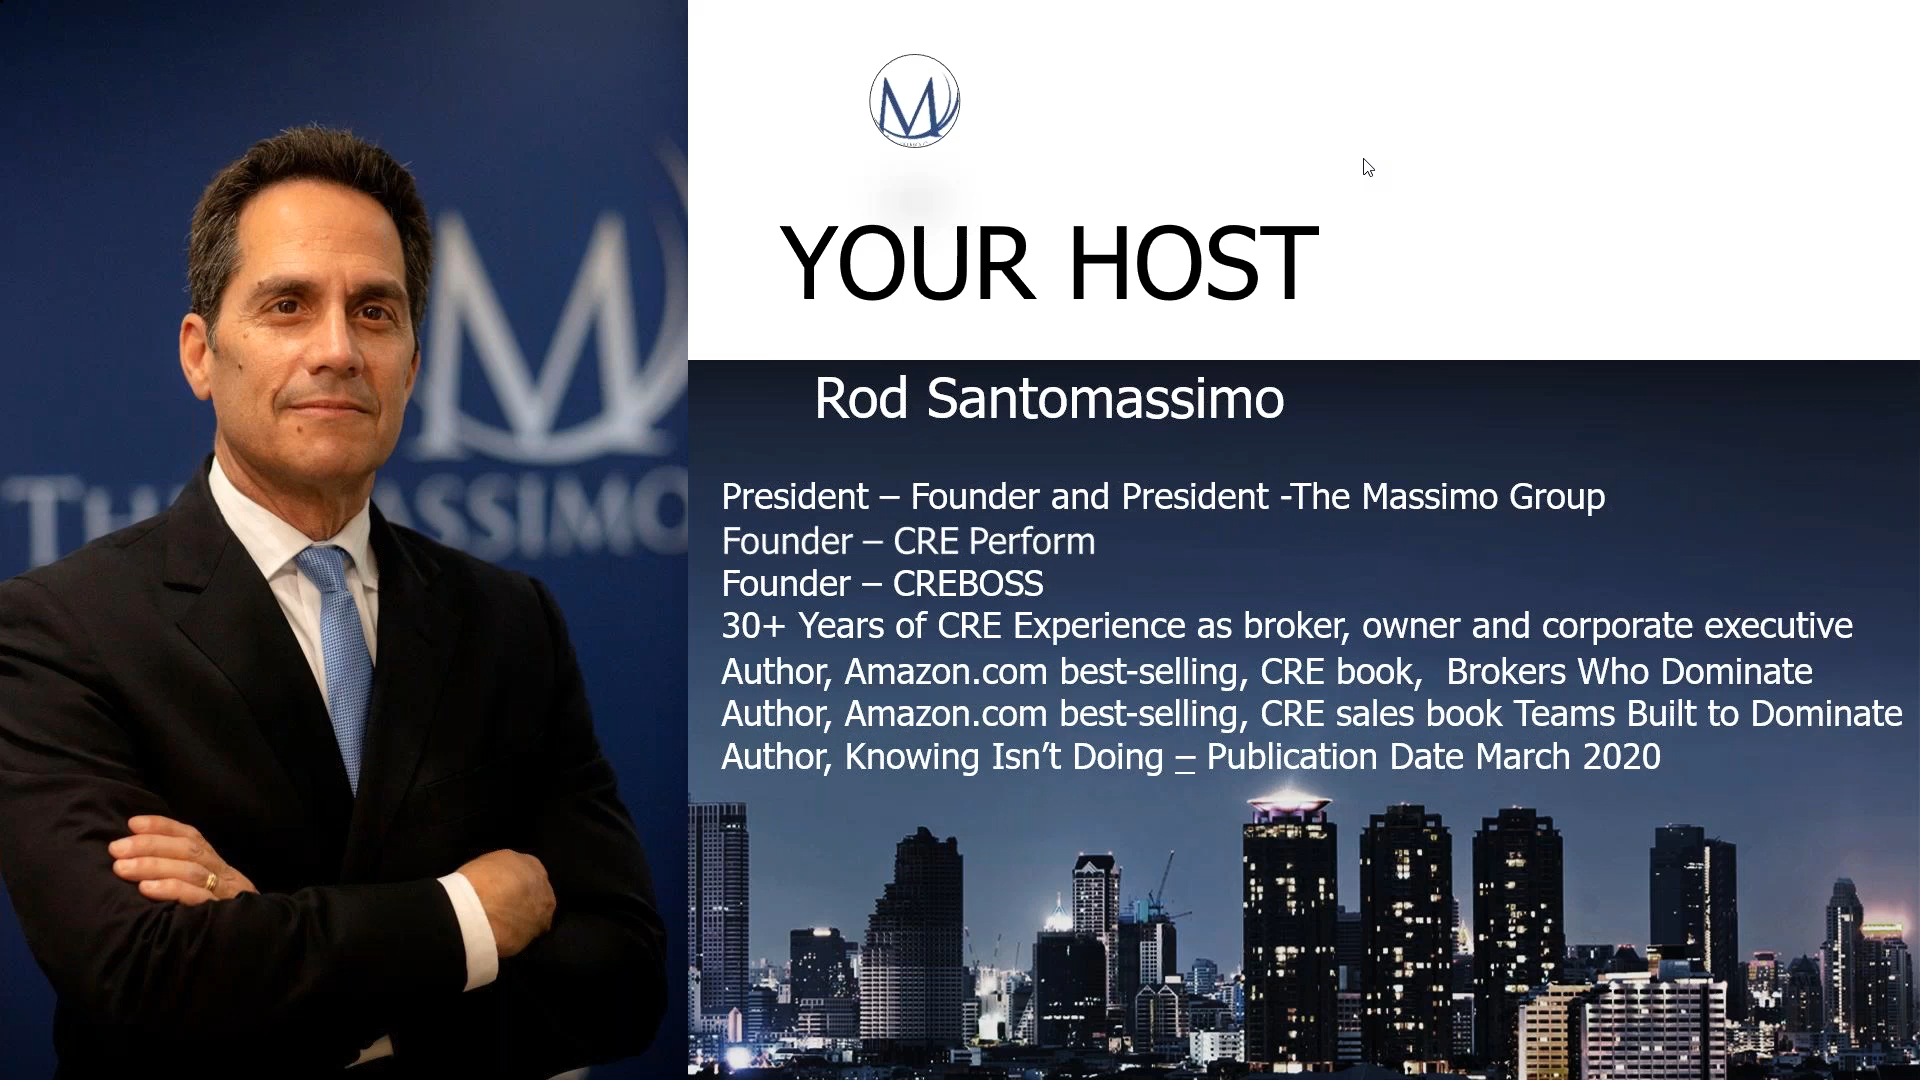 M
YOUR HOST
Rod Santomassimo
President – Founder and President -The Massimo Group
Founder – CRE Perform
Founder – CREBOSS
30+ Years of CRE Experience as broker, owner and corporate executive
Author, Amazon.com best-selling, CRE book,  Brokers Who Dominate
Author, Amazon.com best-selling, CRE sales book Teams Built to Dominate
Author, Knowing Isn’t Doing – Publication Date March 2020
M